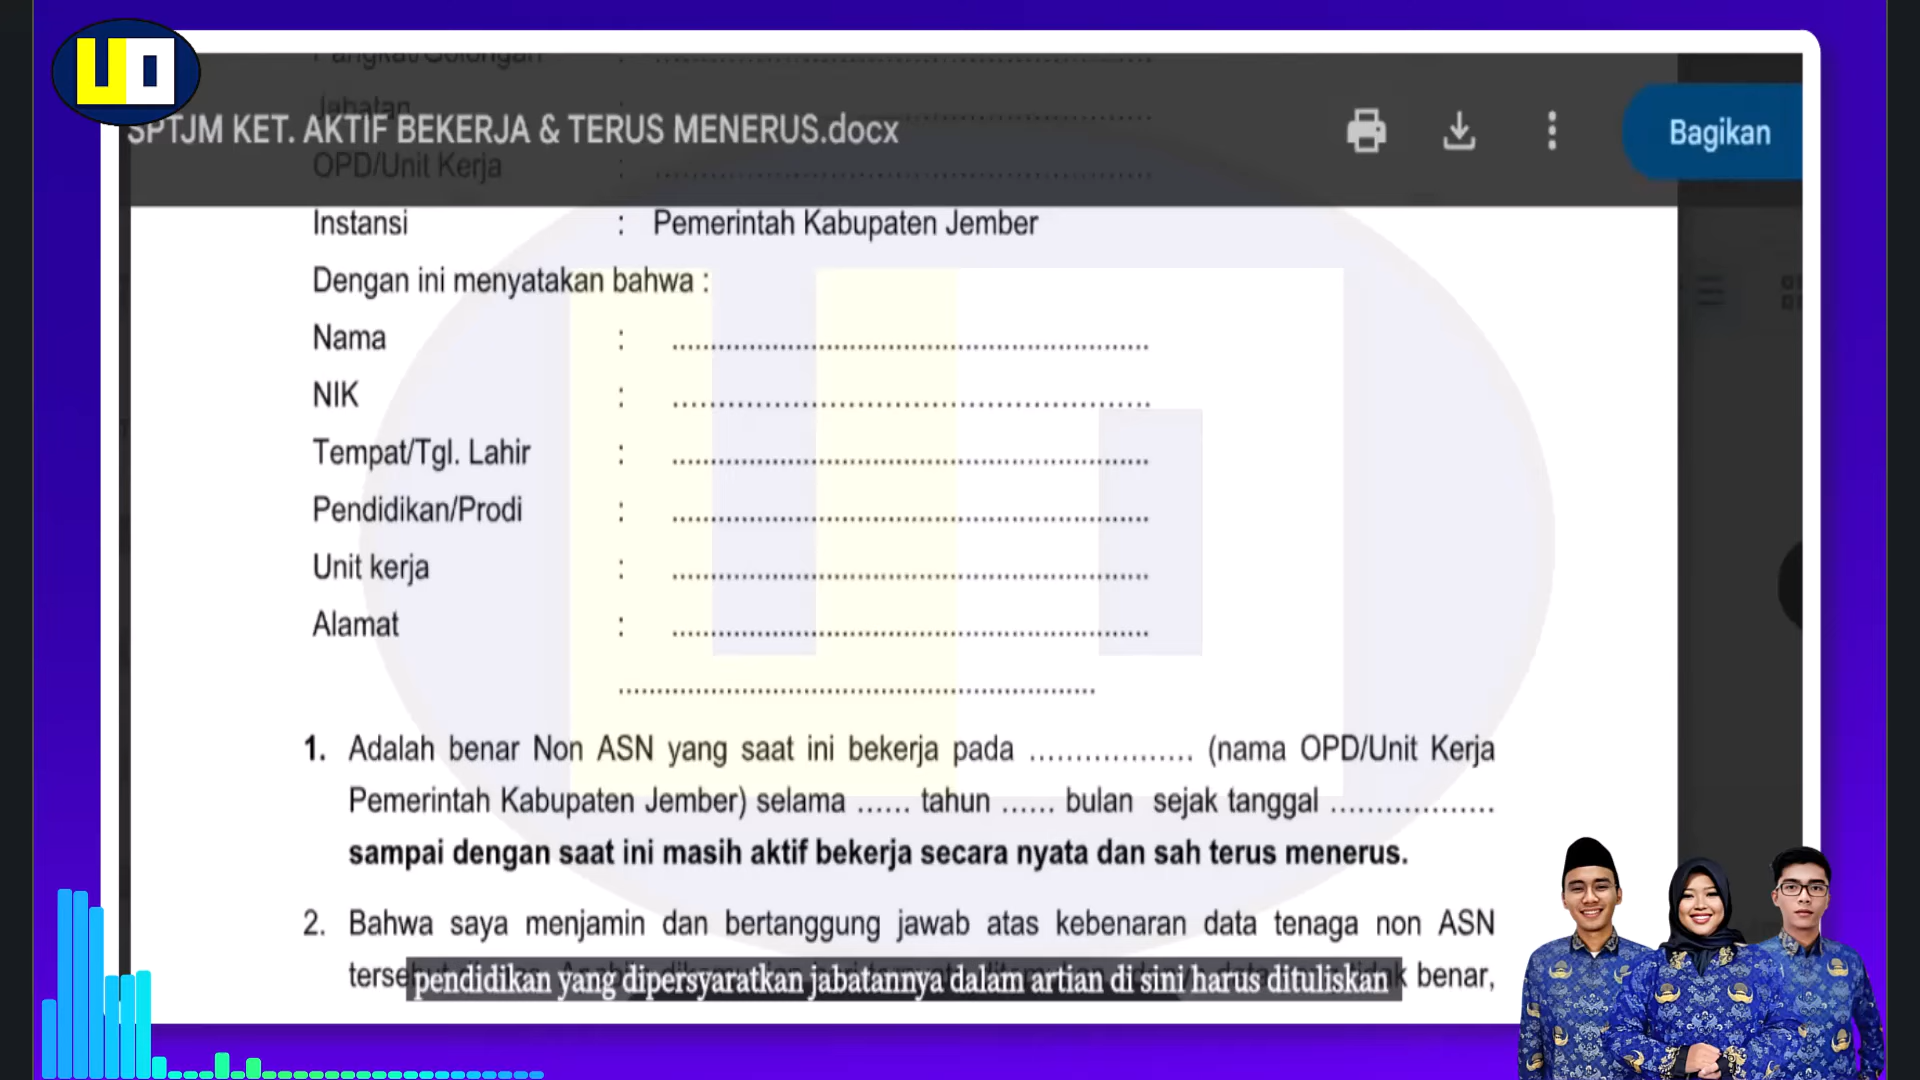 UO
Pangkat/Golongan : ................................................
Jabatan : ................................................
SPTJM KET. AKTIF BEKERJA & TERUS MENERUS.docx
Bagikan
OPD/Unit Kerja : ................................................
Instansi : Pemerintah Kabupaten Jember
Dengan ini menyatakan bahwa :
Nama : ................................................
NIK : ................................................
Tempat/Tgl. Lahir : ................................................
Pendidikan/Prodi : ................................................
Unit kerja : ................................................
Alamat : ................................................
................................................
1. Adalah benar Non ASN yang saat ini bekerja pada .................. (nama OPD/Unit Kerja
Pemerintah Kabupaten Jember) selama ...... tahun ...... bulan sejak tanggal ..................
sampai dengan saat ini masih aktif bekerja secara nyata dan sah terus menerus.
2. Bahwa saya menjamin dan bertanggung jawab atas kebenaran data tenaga non ASN
benar,
pendidikan yang dipersyaratkan jabatannya dalam artian di sini harus dituliskan